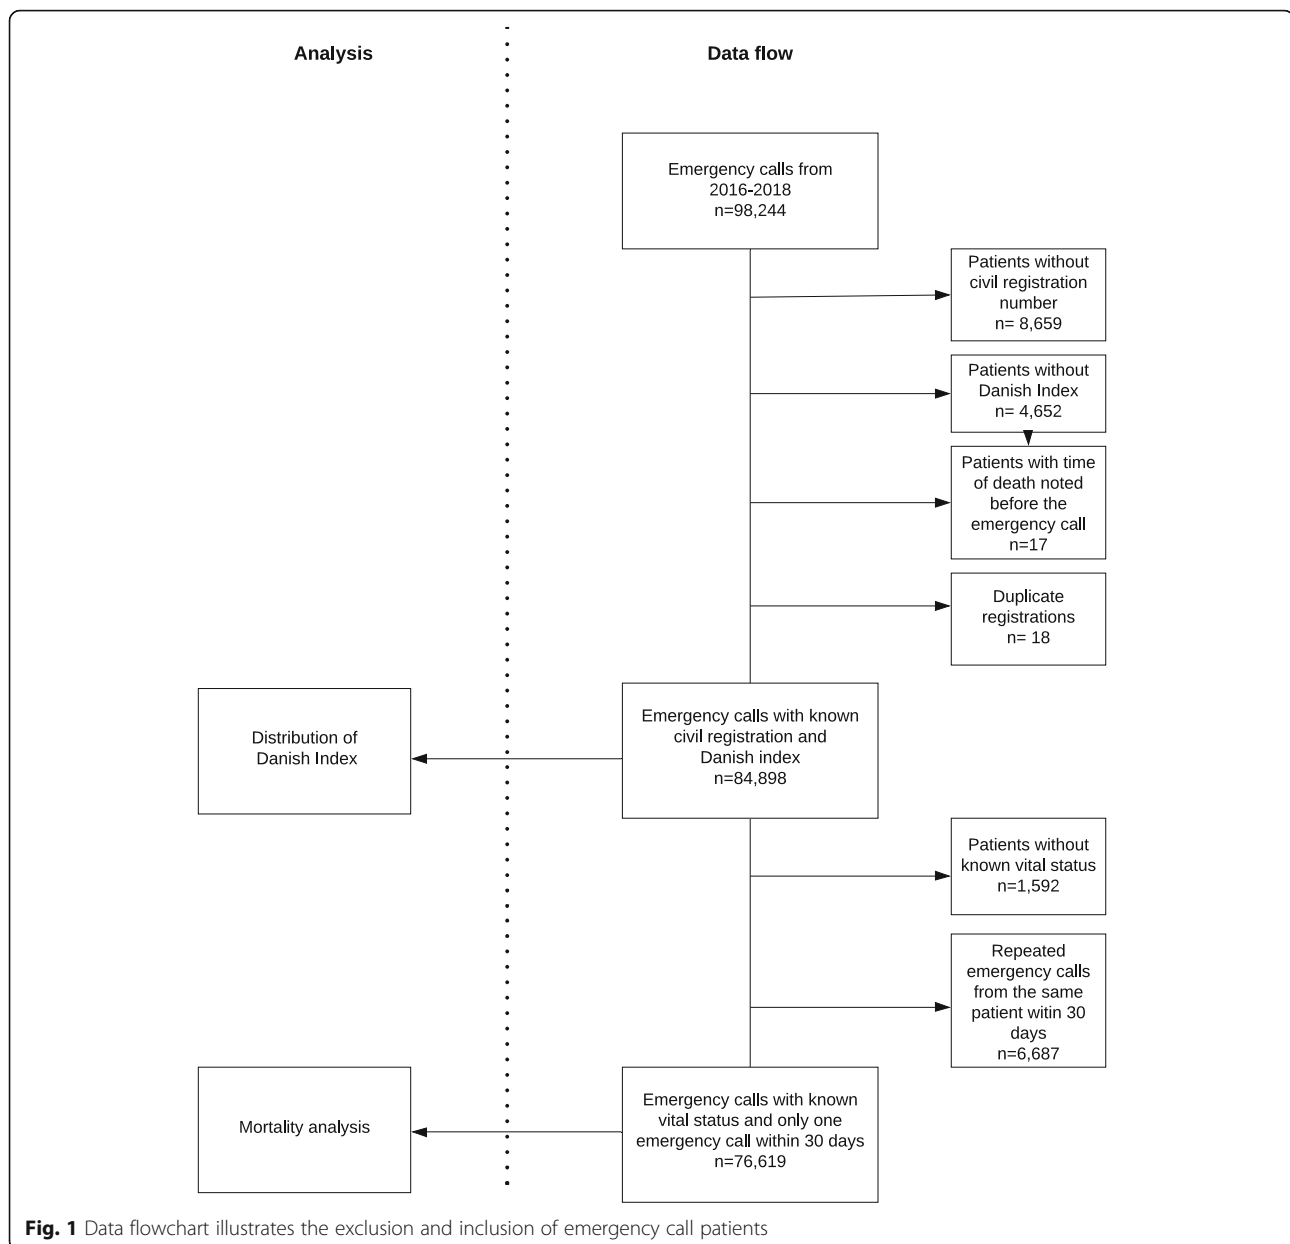 Analysis
Data flow
Emergency calls from
2016-2018
n=98,244
Patients without
civil registration
number
n= 8,659
Patients without
Danish Index
n= 4,652
Patients with time
of death noted
before the
emergency call
n=17
Duplicate
registrations
n= 18
Distribution of
Danish Index
Emergency calls with known
civil registration and
Danish index
n=84,898
Patients without
known vital status
n=1,592
Repeated
emergency calls
from the same
patient witin 30
days
n=6,687
Mortality analysis
Emergency calls with known
vital status and only one
emergency call within 30 days
n=76,619
Fig. 1 Data flowchart illustrates the exclusion and inclusion of emergency call patients